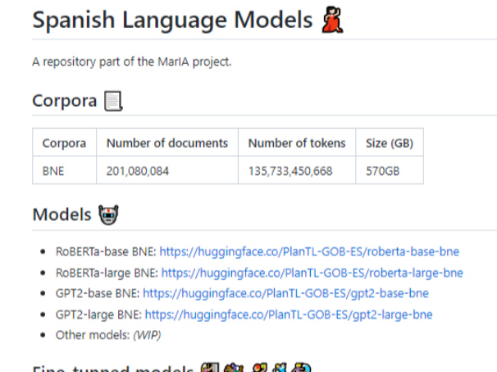 Spanish Language Models 💃
A repository part of the MarIA project.
Corpora 📃
Corpora Number of documents Number of tokens Size (GB)
BNE 201,080,084 135,733,450,668 570GB
Models 🤖
RoBERTa-base BNE: https://huggingface.co/PlanTL-GOB-ES/roberta-base-bne
RoBERTa-large BNE: https://huggingface.co/PlanTL-GOB-ES/roberta-large-bne
GPT2-base BNE: https://huggingface.co/PlanTL-GOB-ES/gpt2-base-bne
GPT2-large BNE: https://huggingface.co/PlanTL-GOB-ES/gpt2-large-bne
Other models: (WIP)
Fine-tunned models